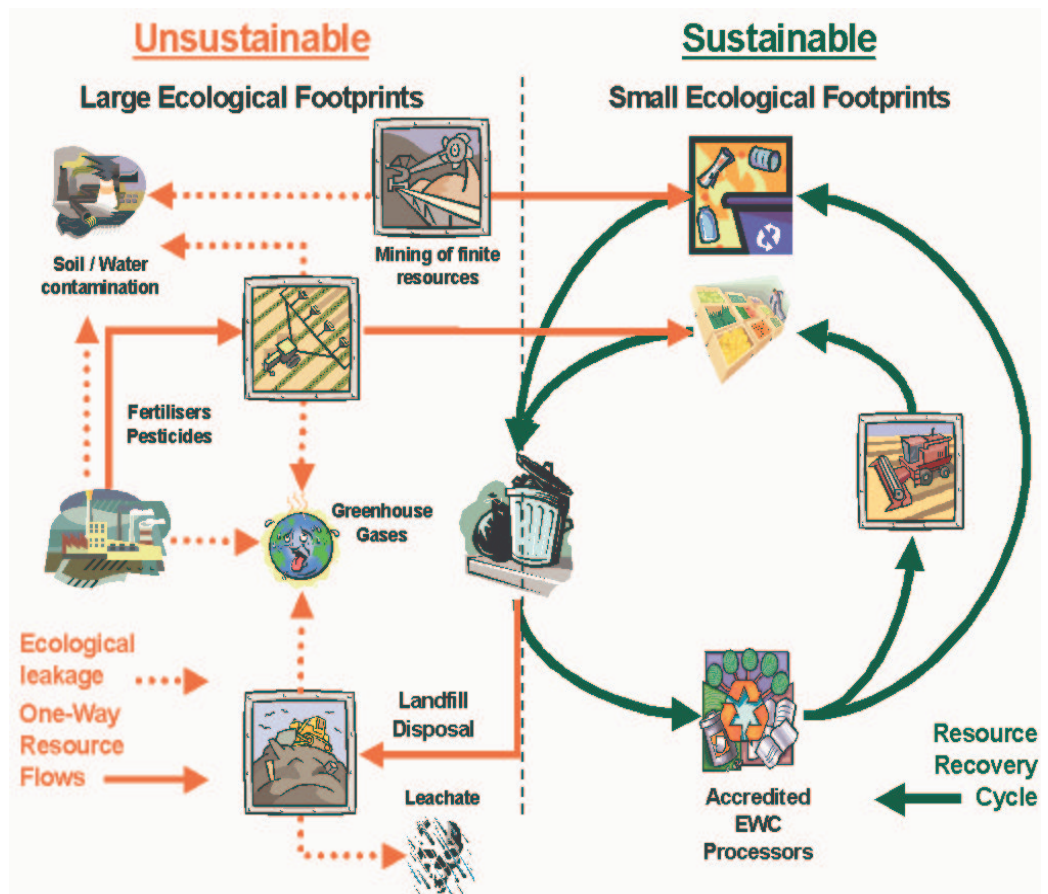 Unsustainable
Sustainable
Large Ecological Footprints
Small Ecological Footprints
Mining of finite
resources
Soil / Water
contamination
Fertilisers
Pesticides
Greenhouse
Gases
Ecological
leakage
One-Way
Resource
Flows
Landfill
Disposal
Leachate
Accredited
EWC
Processors
Resource
Recovery
Cycle